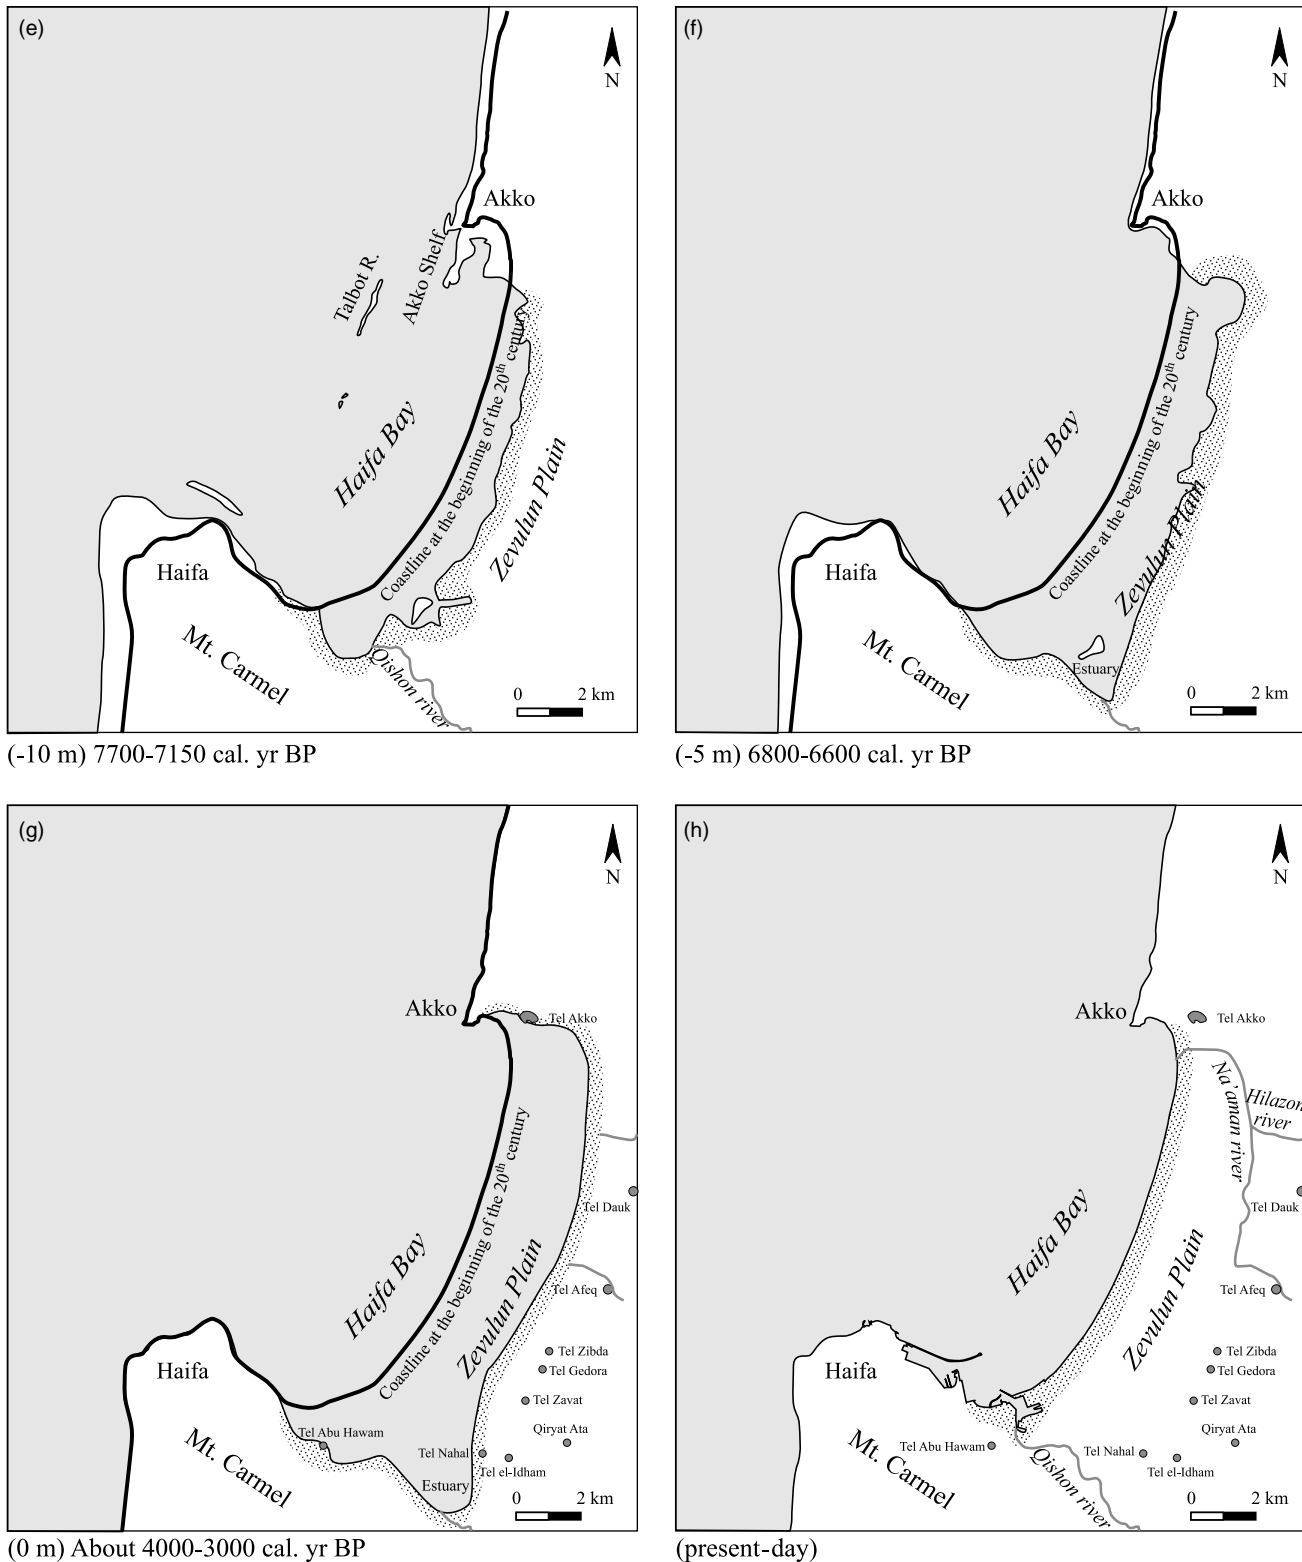 (e)
N
Akko
Akko Shelf
Talbot R.
Haifa Bay
Coastline at the beginning of the 20th century
Zevulun Plain
Haifa
Mt. Carmel
Qishon river
0 2 km
(-10 m) 7700-7150 cal. yr BP
(f)
N
Akko
Haifa Bay
Coastline at the beginning of the 20th century
Zevulun Plain
Haifa
Mt. Carmel
Estuary
0 2 km
(-5 m) 6800-6600 cal. yr BP
(g)
N
Akko
Tel Akko
Tel Dauk
Haifa Bay
Coastline at the beginning of the 20th century
Zevulun Plain
Tel Afeq
Haifa
Tel Zibda
Tel Gedora
Tel Zavat
Qiryat Ata
Tel Abu Hawam
Tel Nahal
Tel el-Idham
Mt. Carmel
Estuary
0 2 km
(0 m) About 4000-3000 cal. yr BP
(h)
N
Akko
Tel Akko
Na'aman river
Hilazon
river
Tel Dauk
Haifa Bay
Zevulun Plain
Tel Afeq
Haifa
Tel Zibda
Tel Gedora
Tel Zavat
Qiryat Ata
Tel Abu Hawam
Tel Nahal
Tel el-Idham
Mt. Carmel
Qishon river
0 2 km
(present-day)